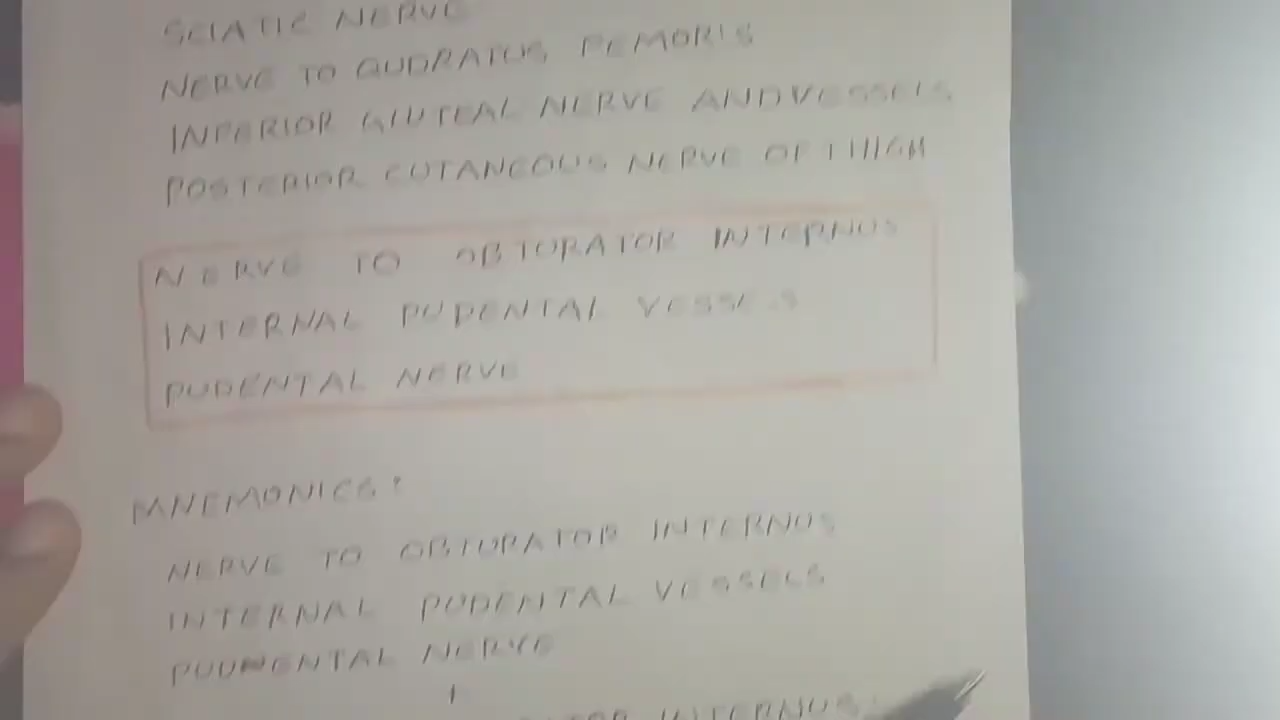 SCIATIC NERVE
NERVE TO QUDRATUS FEMORIS
INFERIOR GLUTEAL NERVE AND VESSELS
POSTERIOR CUTANEOUS NERVE OF THIGH
NERVE TO OBTURATOR INTERNUS
INTERNAL PUDENTAL VESSELS
PUDENTAL NERVE
MNEMONICS:
NERVE TO OBTURATOR INTERNUS
INTERNAL PUDENTAL VESSELS
NERVE
INTERNUS